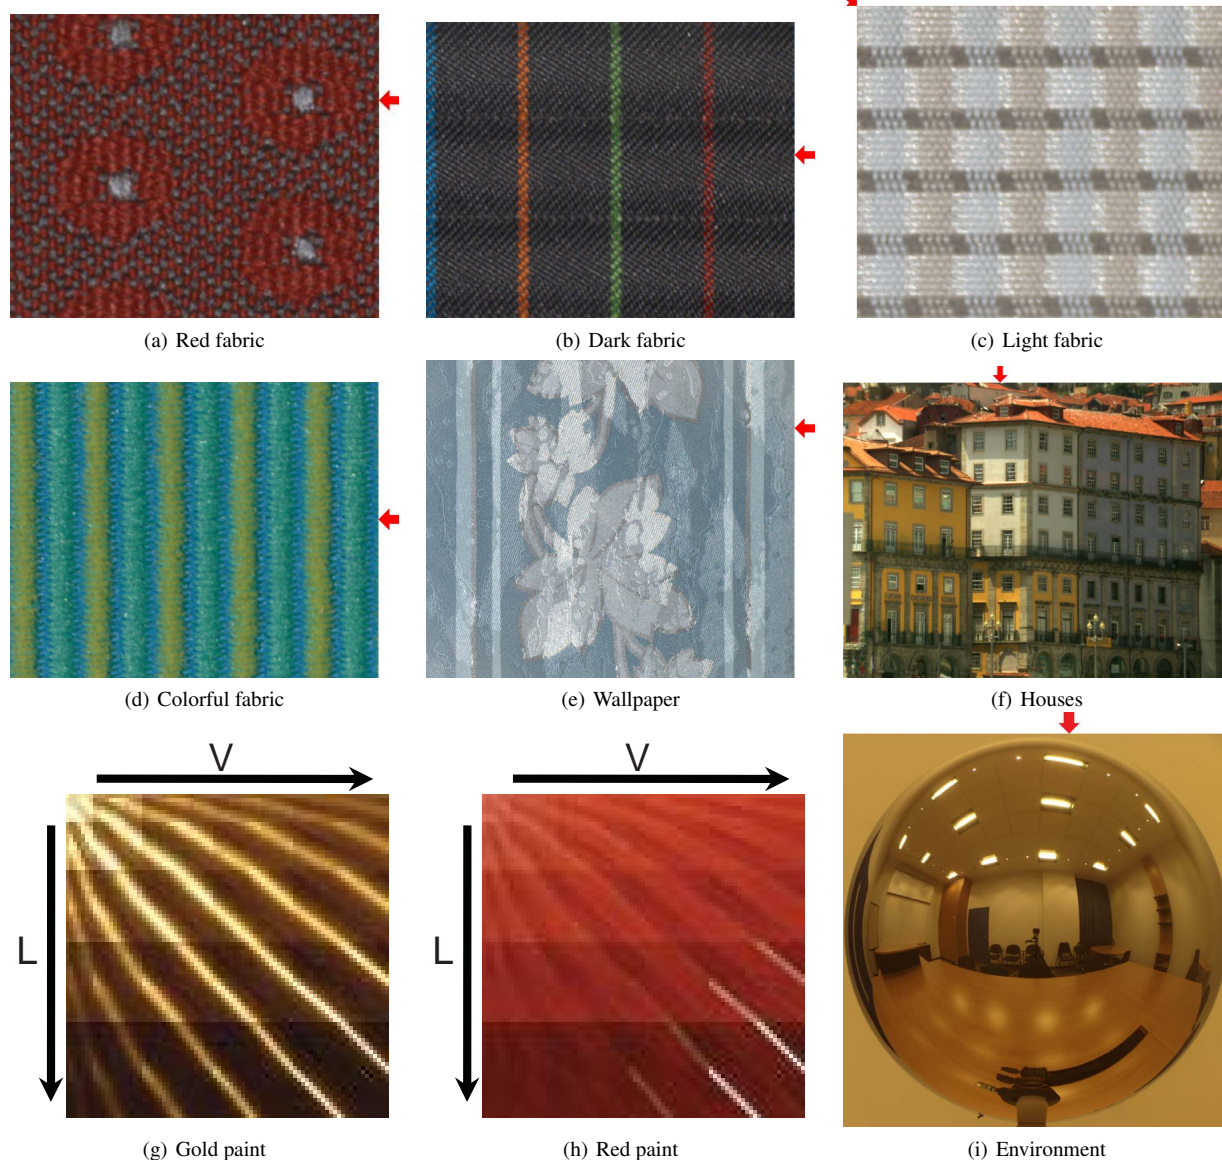 (a) Red fabric
(b) Dark fabric
(c) Light fabric
(d) Colorful fabric
(e) Wallpaper
(f) Houses
V
L
V
L
(g) Gold paint
(h) Red paint
(i) Environment